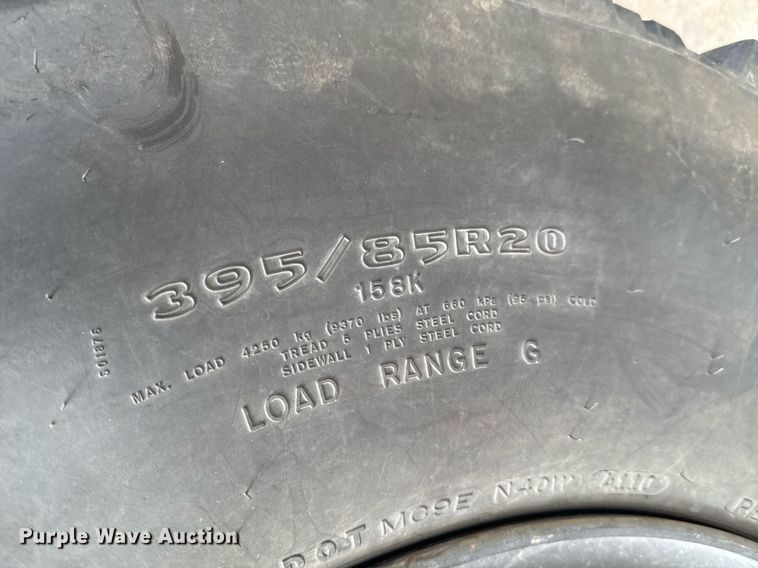 395/85R20
158K
MAX. LOAD 4250 kg (9370 lbs) AT 660 kPa (95 psi) COLD
TREAD 5 PLIES STEEL CORD
SIDEWALL 1 PLY STEEL CORD
LOAD RANGE G
501376
D·O·T MC9E N40W
Purple Wave Auction